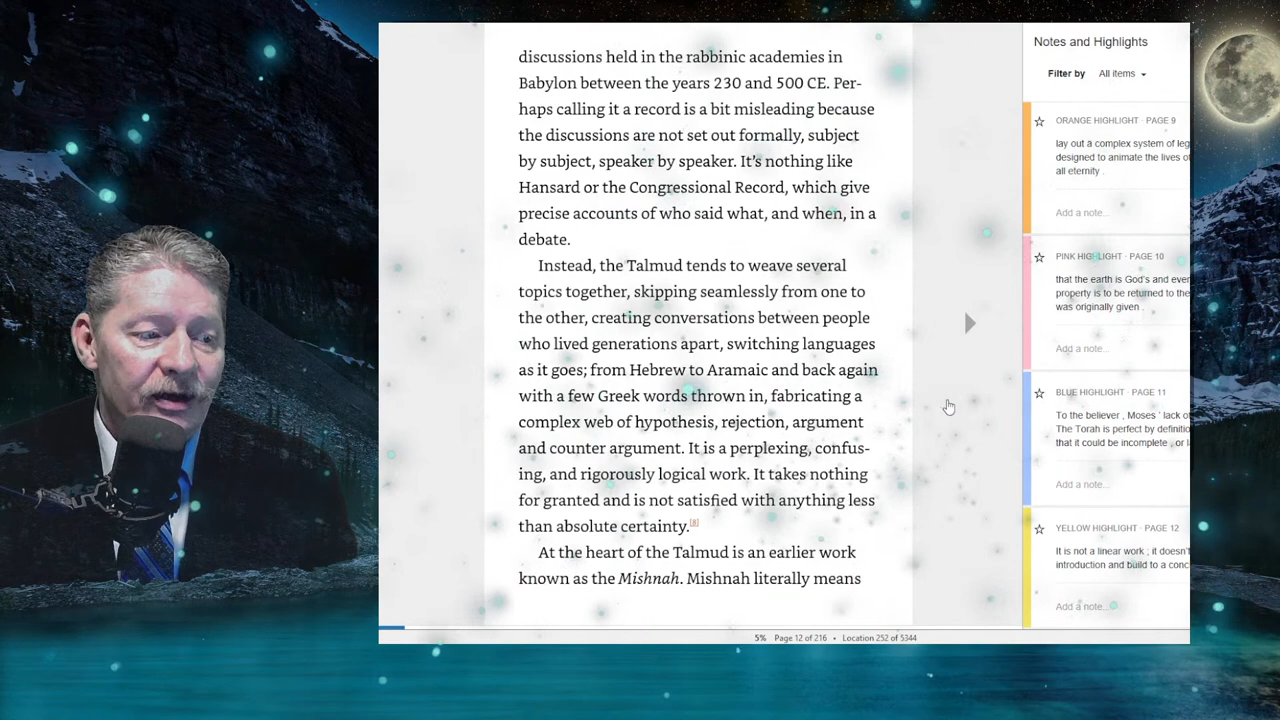 discussions held in the rabbinic academies in
Babylon between the years 230 and 500 CE. Per-
haps calling it a record is a bit misleading because
the discussions are not set out formally, subject
by subject, speaker by speaker. It's nothing like
Hansard or the Congressional Record, which give
precise accounts of who said what, and when, in a
debate.
Instead, the Talmud tends to weave several
topics together, skipping seamlessly from one to
the other, creating conversations between people
who lived generations apart, switching languages
as it goes; from Hebrew to Aramaic and back again
with a few Greek words thrown in, fabricating a
complex web of hypothesis, rejection, argument
and counter argument. It is a perplexing, confus-
ing, and rigorously logical work. It takes nothing
for granted and is not satisfied with anything less
than absolute certainty.[8]
At the heart of the Talmud is an earlier work
known as the Mishnah. Mishnah literally means
5% Page 12 of 216 • Location 252 of 5344
Notes and Highlights
Filter by All items
ORANGE HIGHLIGHT · PAGE 9
lay out a complex system of leg
designed to animate the lives of
all eternity .
Add a note...
PINK HIGHLIGHT · PAGE 10
that the earth is God's and ever
property is to be returned to the
was originally given .
Add a note...
BLUE HIGHLIGHT · PAGE 11
To the believer , Moses ' lack of
The Torah is perfect by definitio
that it could be incomplete , or l
Add a note...
YELLOW HIGHLIGHT · PAGE 12
It is not a linear work ; it doesn't
introduction and build to a conc
Add a note...